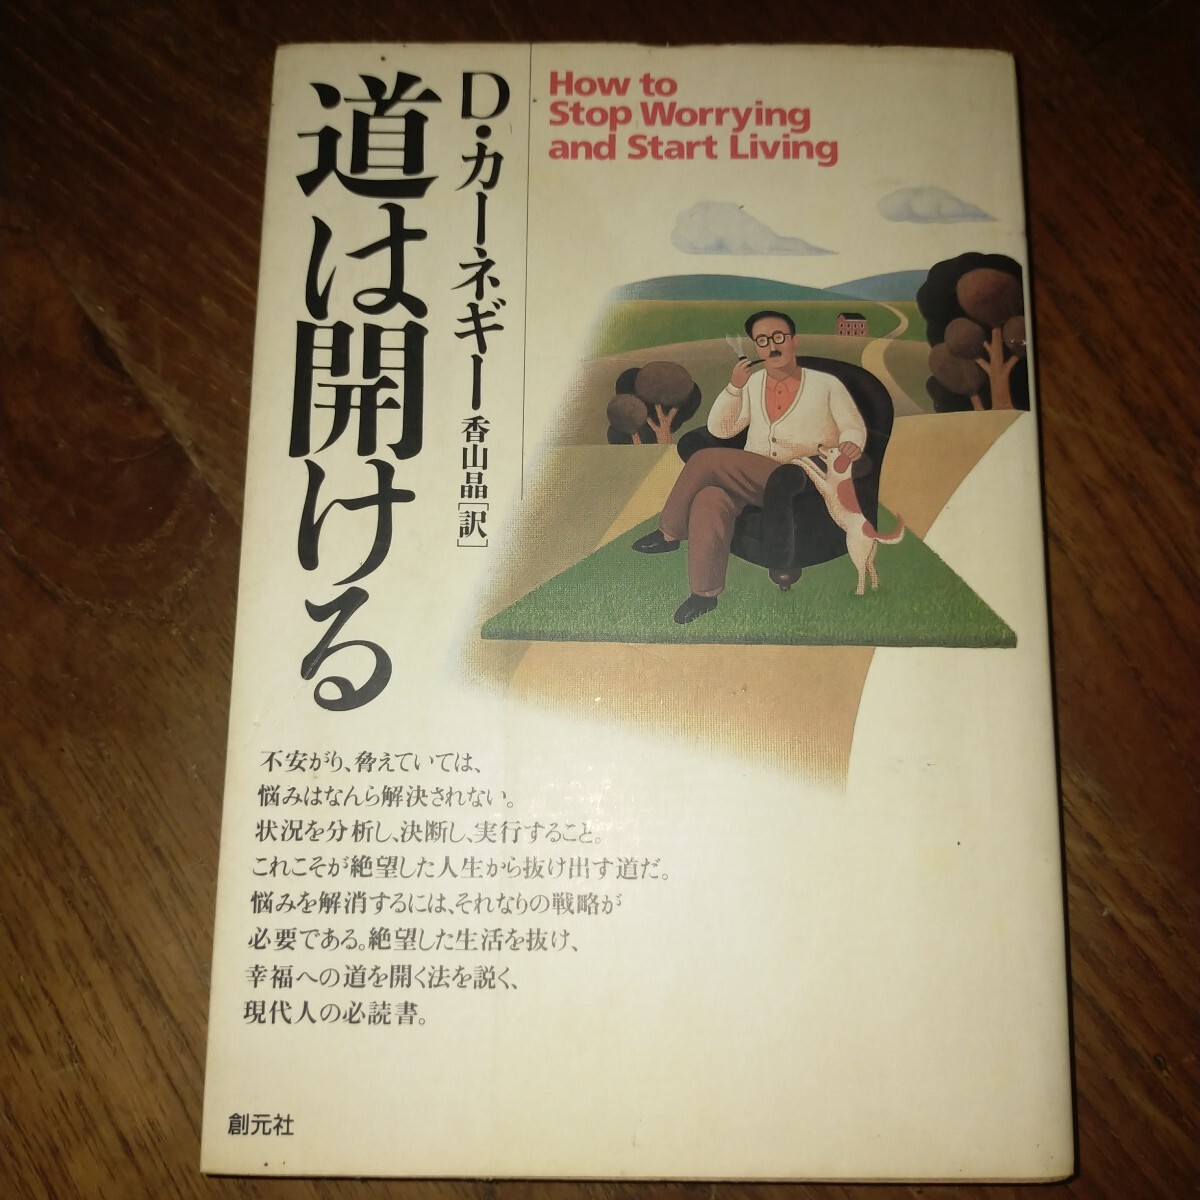 道は開ける
D・カーネギー
香山晶[訳]
How to
Stop Worrying
and Start Living
不安がり、脅えていては、
悩みはなんら解決されない。
状況を分析し、決断し、実行すること。
これこそが絶望した人生から抜け出す道だ。
悩みを解消するには、それなりの戦略が
必要である。絶望した生活を抜け、
幸福への道を開く法を説く、
現代人の必読書。
創元社